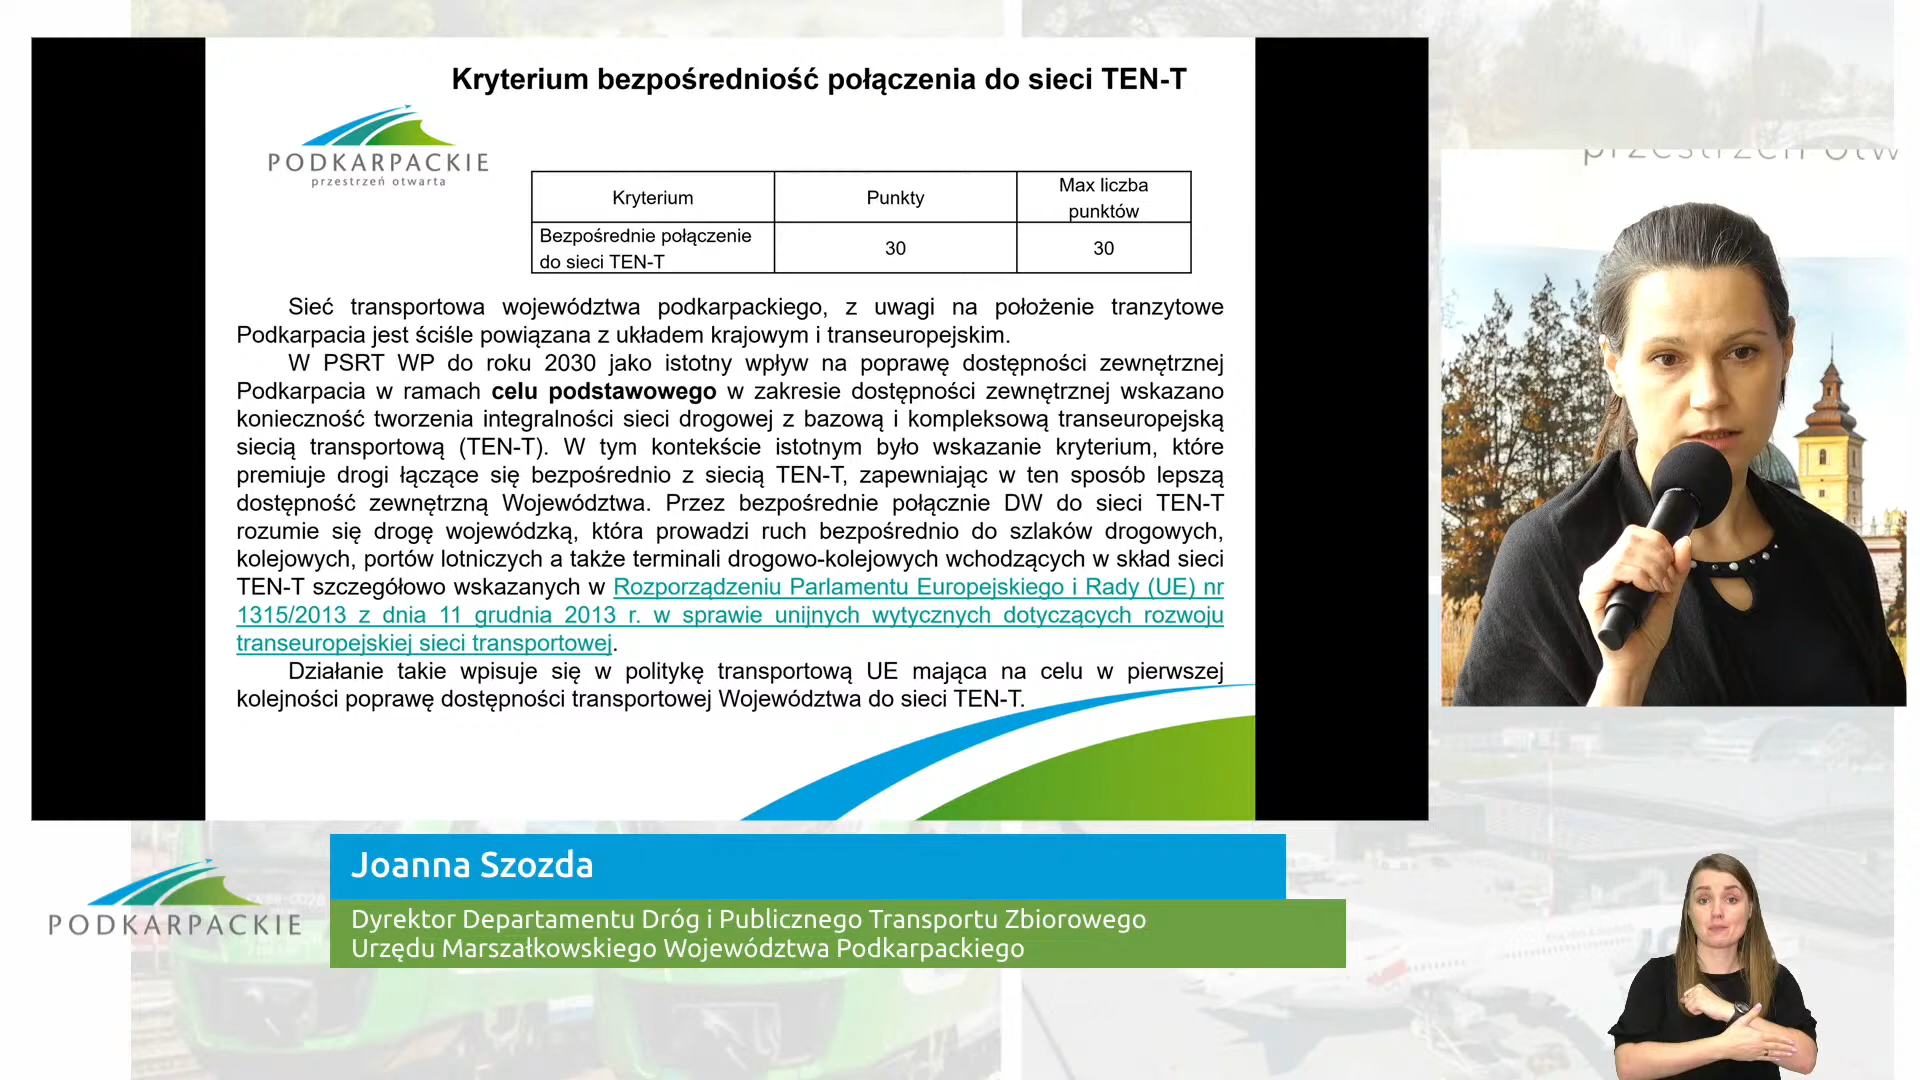 Kryterium bezpośredniość połączenia do sieci TEN-T
PODKARPACKIE
przestrzeń otwarta
Kryterium Punkty Max liczba punktów
Bezpośrednie połączenie do sieci TEN-T 30 30
Sieć transportowa województwa podkarpackiego, z uwagi na położenie tranzytowe
Podkarpacia jest ściśle powiązana z układem krajowym i transeuropejskim.
W PSRT WP do roku 2030 jako istotny wpływ na poprawę dostępności zewnętrznej
Podkarpacia w ramach celu podstawowego w zakresie dostępności zewnętrznej wskazano
konieczność tworzenia integralności sieci drogowej z bazową i kompleksową transeuropejską
siecią transportową (TEN-T). W tym kontekście istotnym było wskazanie kryterium, które
premiuje drogi łączące się bezpośrednio z siecią TEN-T, zapewniając w ten sposób lepszą
dostępność zewnętrzną Województwa. Przez bezpośrednie połącznie DW do sieci TEN-T
rozumie się drogę wojewódzką, która prowadzi ruch bezpośrednio do szlaków drogowych,
kolejowych, portów lotniczych a także terminali drogowo-kolejowych wchodzących w skład sieci
TEN-T szczegółowo wskazanych w Rozporządzeniu Parlamentu Europejskiego i Rady (UE) nr
1315/2013 z dnia 11 grudnia 2013 r. w sprawie unijnych wytycznych dotyczących rozwoju
transeuropejskiej sieci transportowej.
Działanie takie wpisuje się w politykę transportową UE mająca na celu w pierwszej
kolejności poprawę dostępności transportowej Województwa do sieci TEN-T.
przestrzeń otw
PODKARPACKIE
Joanna Szozda
Dyrektor Departamentu Dróg i Publicznego Transportu Zbiorowego
Urzędu Marszałkowskiego Województwa Podkarpackiego